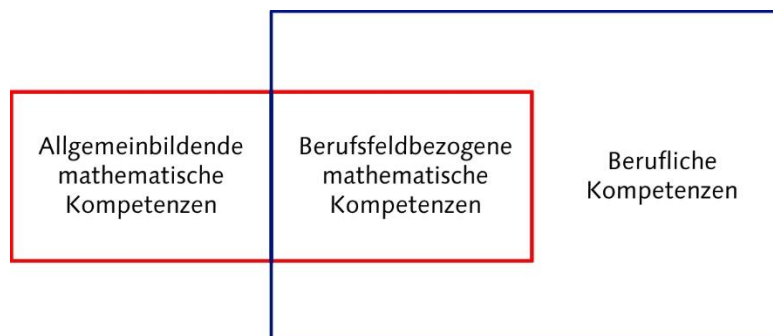 Allgemeinbildende
mathematische
Kompetenzen
Berufsfeldbezogene
mathematische
Kompetenzen
Berufliche
Kompetenzen